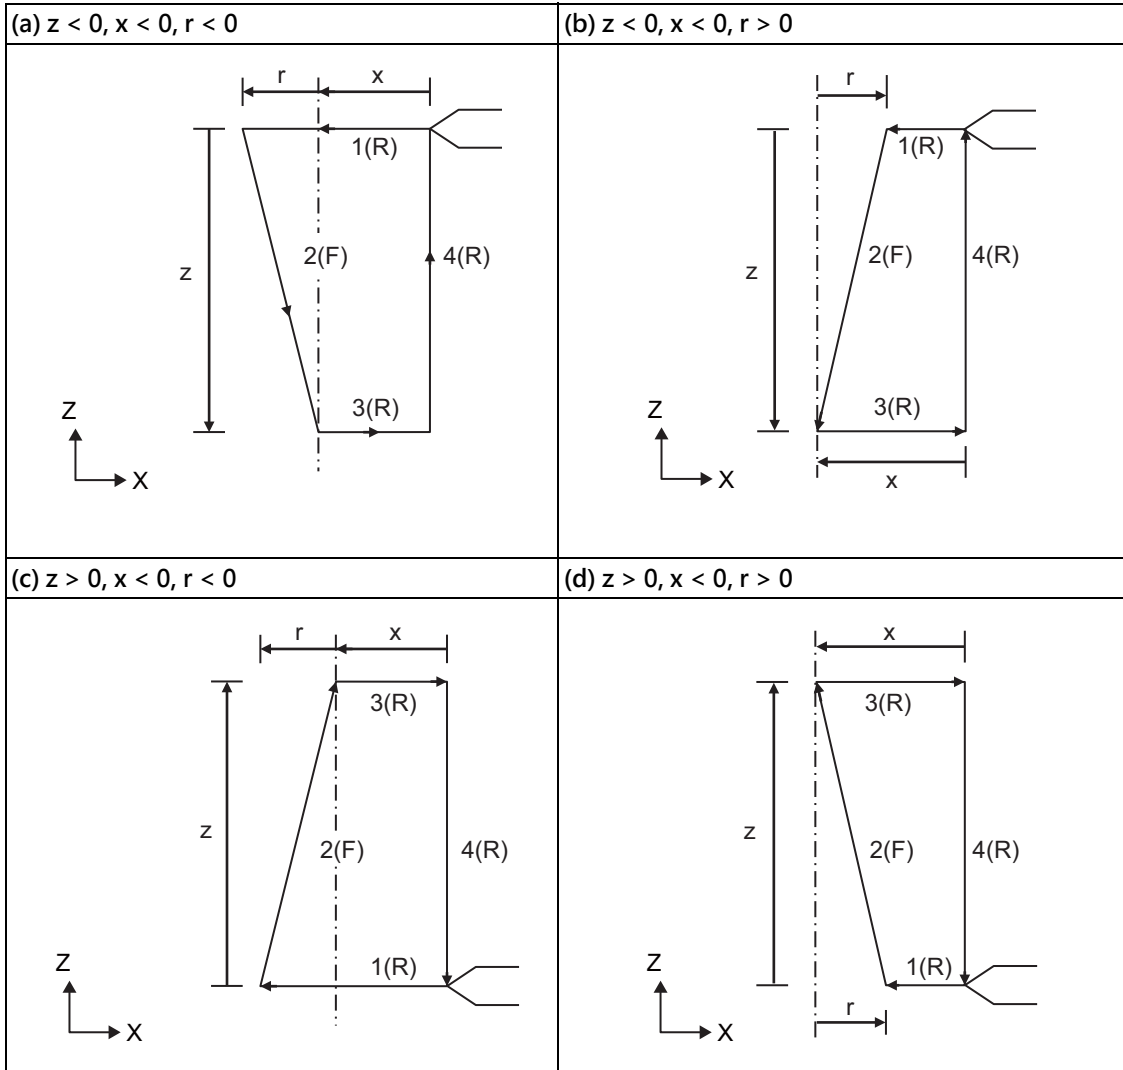 (a) z < 0, x < 0, r < 0
r
x
1(R)
z
2(F)
4(R)
3(R)
Z
X
(b) z < 0, x < 0, r > 0
r
1(R)
z
2(F)
4(R)
3(R)
Z
X
x
(c) z > 0, x < 0, r < 0
r
x
3(R)
z
2(F)
4(R)
1(R)
Z
X
(d) z > 0, x < 0, r > 0
x
3(R)
z
2(F)
4(R)
1(R)
Z
r
X